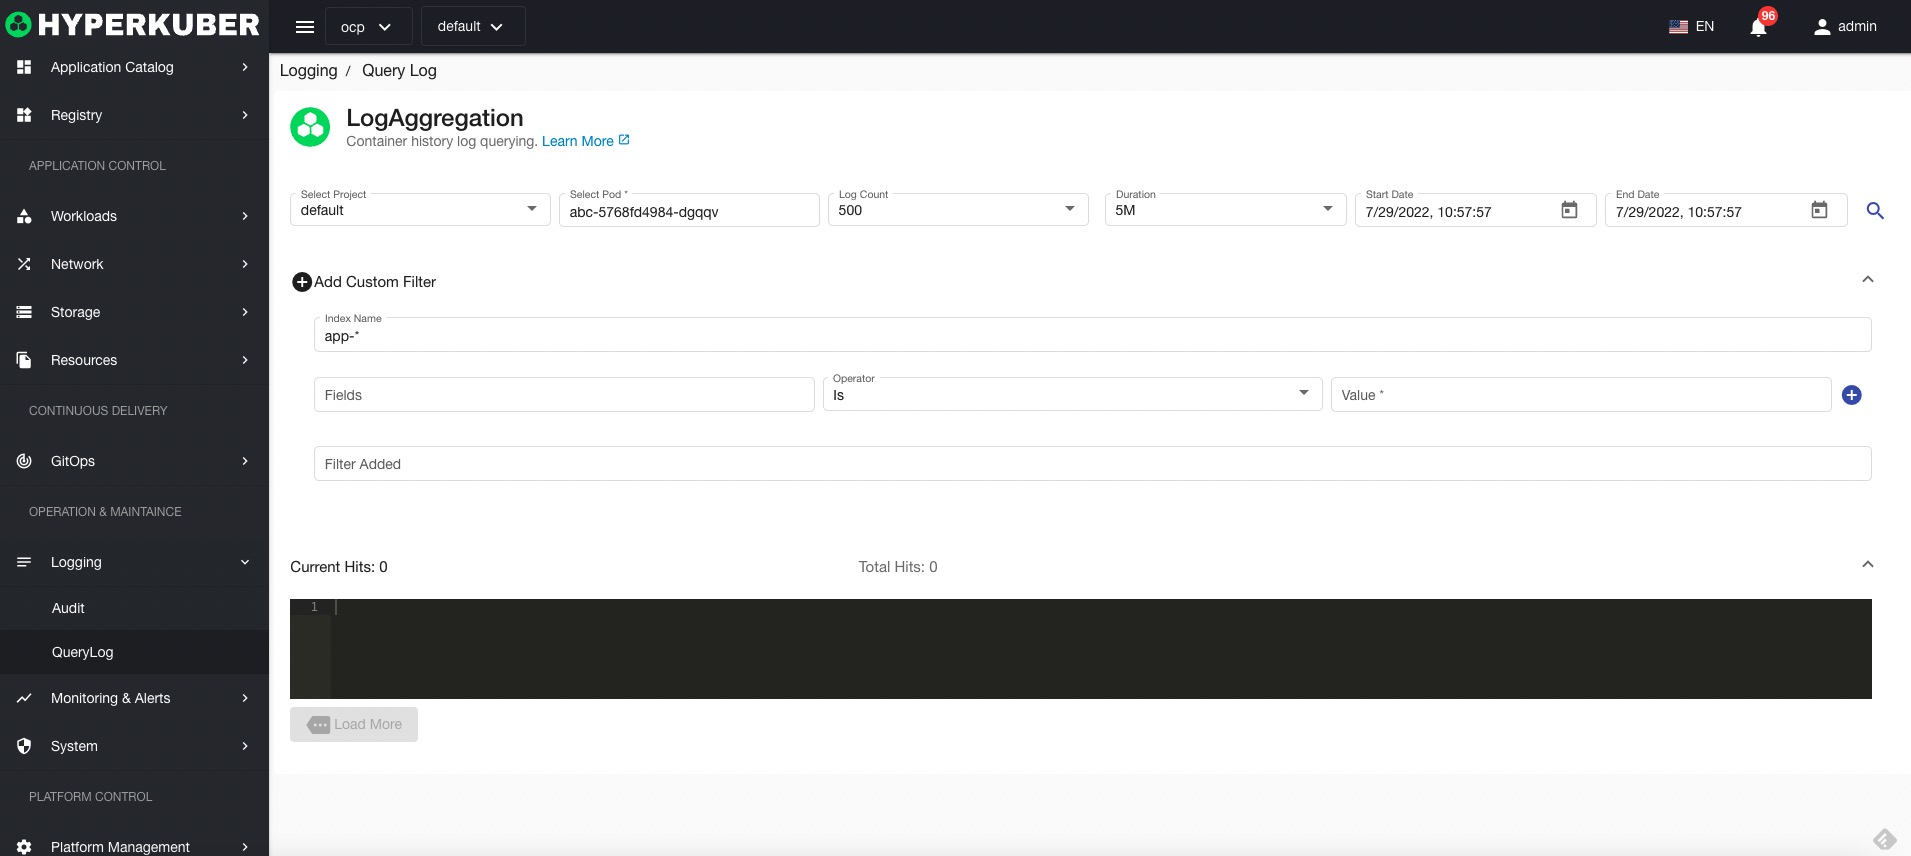 HYPERKUBER
ocp
default
EN
96
admin
Application Catalog
Registry
APPLICATION CONTROL
Workloads
Network
Storage
Resources
CONTINUOUS DELIVERY
GitOps
OPERATION & MAINTAINCE
Logging
Audit
QueryLog
Monitoring & Alerts
System
PLATFORM CONTROL
Platform Management
Logging / Query Log
LogAggregation
Container history log querying. Learn More
Select Project
default
Select Pod *
abc-5768fd4984-dgqqv
Log Count
500
Duration
5M
Start Date
7/29/2022, 10:57:57
End Date
7/29/2022, 10:57:57
Add Custom Filter
Index Name
app-*
Fields
Operator
Is
Value *
Filter Added
Current Hits: 0
Total Hits: 0
1
Load More